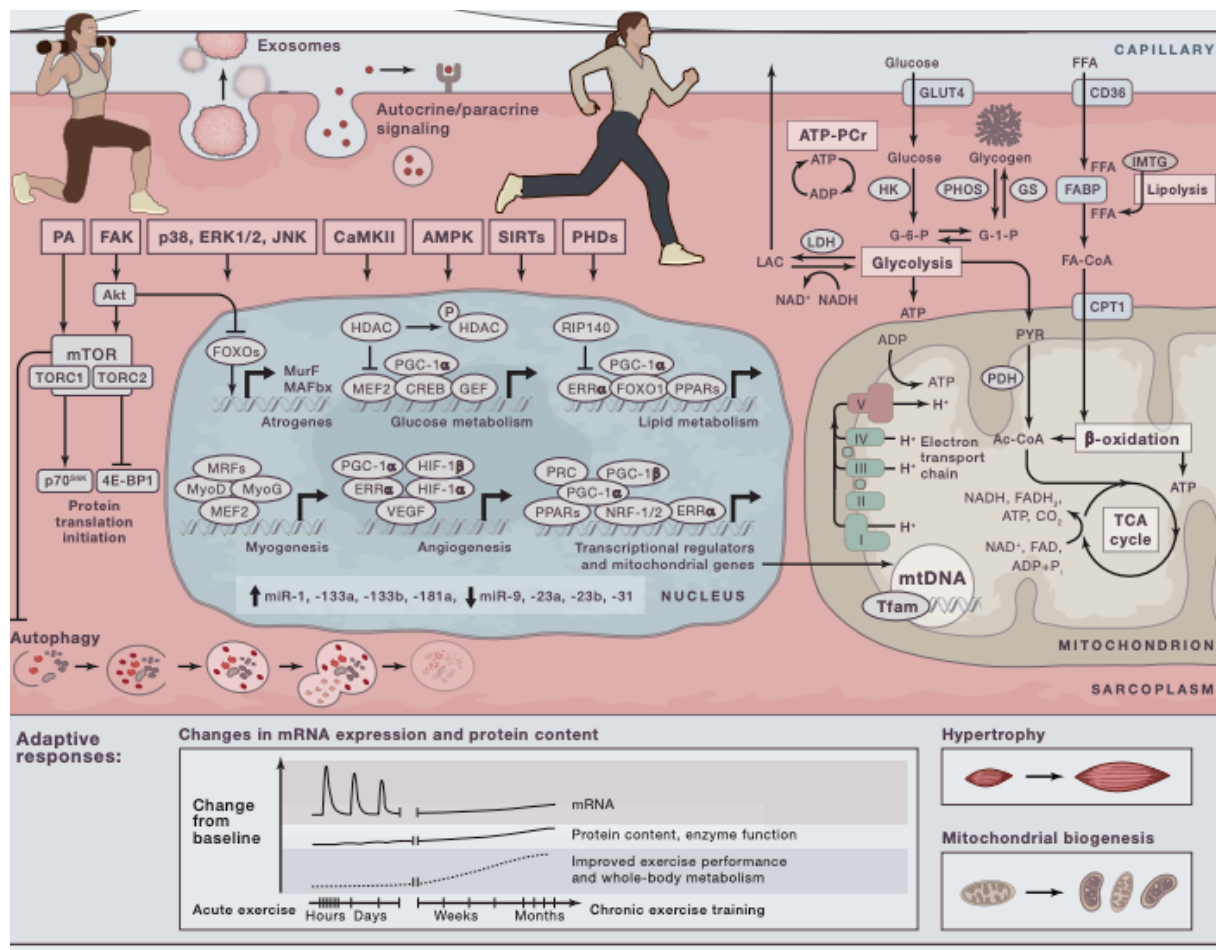 Exosomes
CAPILLARY
Autocrine/paracrine
signaling
Glucose
FFA
GLUT4
CD36
ATP-PCr
ATP
ADP
Glucose
Glycogen
FFA
IMTG
HK
PHOS
GS
FABP
Lipolysis
FFA
G-6-P
G-1-P
LDH
LAC
Glycolysis
FA-CoA
NAD⁺ NADH
ATP
CPT1
PA
FAK
p38, ERK1/2, JNK
CaMKII
AMPK
SIRTs
PHDs
Akt
mTOR
TORC1
TORC2
p70ˢ⁶ᴷ
4E-BP1
Protein
translation
initiation
FOXOs
MurF
MAFbx
Atrogenes
HDAC
P
HDAC
PGC-1α
MEF2
CREB
GEF
Glucose metabolism
RIP140
PGC-1α
ERRα
FOXO1
PPARs
Lipid metabolism
MRFs
MyoD
MyoG
MEF2
Myogenesis
PGC-1α
HIF-1β
ERRα
HIF-1α
VEGF
Angiogenesis
PRC
PGC-1β
PGC-1α
PPARs
NRF-1/2
ERRα
Transcriptional regulators
and mitochondrial genes
miR-1, -133a, -133b, -181a, miR-9, -23a, -23b, -31
NUCLEUS
ADP
ATP
PYR
PDH
V
H⁺
IV
H⁺
Electron
transport
chain
III
H⁺
II
I
H⁺
Ac-CoA
β-oxidation
ATP
NADH, FADH₂,
ATP, CO₂
TCA
cycle
NAD⁺, FAD,
ADP+Pᵢ
mtDNA
Tfam
MITOCHONDRION
SARCOPLASM
Autophagy
Adaptive
responses:
Changes in mRNA expression and protein content
Change
from
baseline
mRNA
Protein content, enzyme function
Improved exercise performance
and whole-body metabolism
Acute exercise
Hours
Days
Weeks
Months
Chronic exercise training
Hypertrophy
Mitochondrial biogenesis